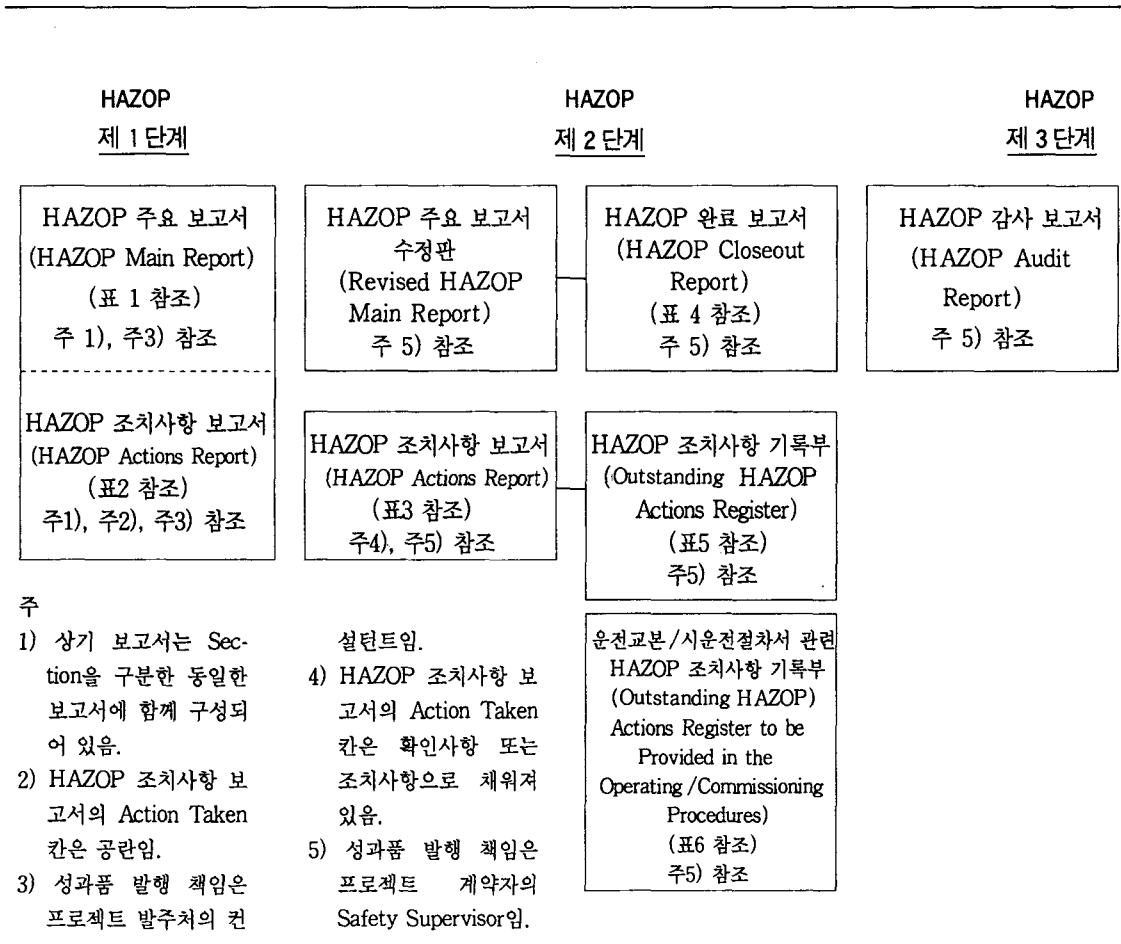 HAZOP
제 1 단계
HAZOP
제 2 단계
HAZOP
제 3 단계
HAZOP 주요 보고서
(HAZOP Main Report)
(표 1 참조)
주 1), 주3) 참조
HAZOP 조치사항 보고서
(HAZOP Actions Report)
(표2 참조)
주1), 주2), 주3) 참조
HAZOP 주요 보고서
수정판
(Revised HAZOP
Main Report)
주 5) 참조
HAZOP 완료 보고서
(HAZOP Closeout
Report)
(표 4 참조)
주 5) 참조
HAZOP 감사 보고서
(HAZOP Audit
Report)
주 5) 참조
HAZOP 조치사항 보고서
(HAZOP Actions Report)
(표3 참조)
주4), 주5) 참조
HAZOP 조치사항 기록부
(Outstanding HAZOP
Actions Register)
(표5 참조)
주5) 참조
운전교본/시운전절차서 관련
HAZOP 조치사항 기록부
(Outstanding HAZOP)
Actions Register to be
Provided in the
Operating/Commissioning
Procedures)
(표6 참조)
주5) 참조
주
1) 상기 보고서는 Sec-
tion을 구분한 동일한
보고서에 함께 구성되
어 있음.
2) HAZOP 조치사항 보
고서의 Action Taken
칸은 공란임.
3) 성과품 발행 책임은
프로젝트 발주처의 컨
설턴트임.
4) HAZOP 조치사항 보
고서의 Action Taken
칸은 확인사항 또는
조치사항으로 채워져
있음.
5) 성과품 발행 책임은
프로젝트 계약자의
Safety Supervisor임.